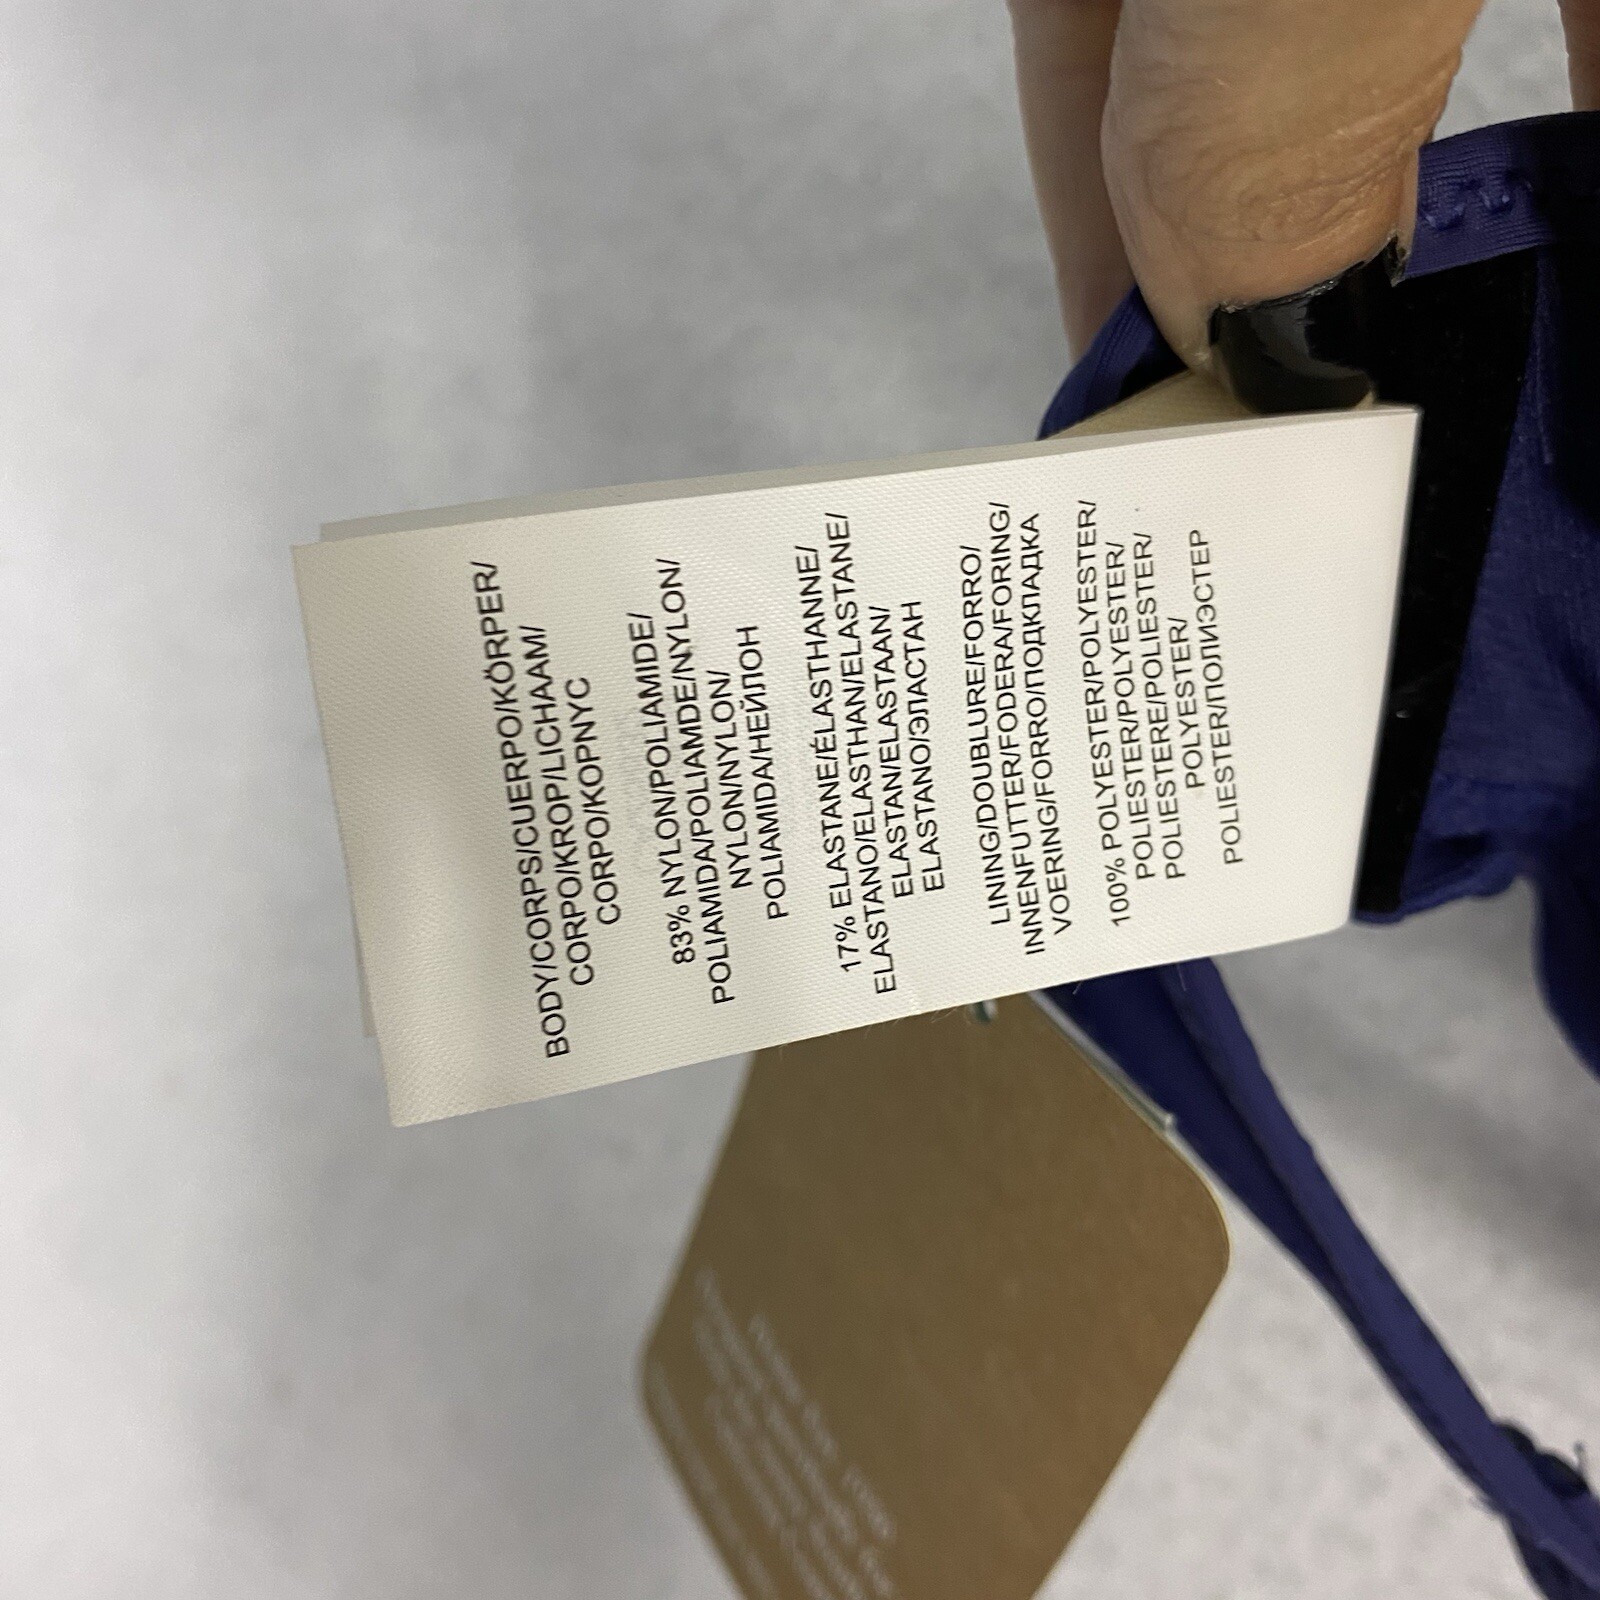 BODY/CORPS/CUERPO/KÖRPER/
CORPO/KROP/LICHAAM/
CORPO/KOPNYC
83% NYLON/POLIAMIDE/
POLIAMIDA/POLIAMDE/NYLON/
NYLON/NYLON/
POLIAMIDA/НЕЙЛОН
17% ELASTANE/ÉLASTHANNE/
ELASTANO/ELASTHAN/ELASTANE/
ELASTAN/ELASTAAN/
ELASTANO/ЭЛАСТАН
LINING/DOUBLURE/FORRO/
INNENFUTTER/FODERA/FORING/
VOERING/FORRO/ПОДКЛАДКА
100% POLYESTER/POLYESTER/
POLIESTER/POLYESTER/
POLIESTERE/POLIESTER/
POLYESTER/
POLIESTER/ПОЛИЭСТЕР